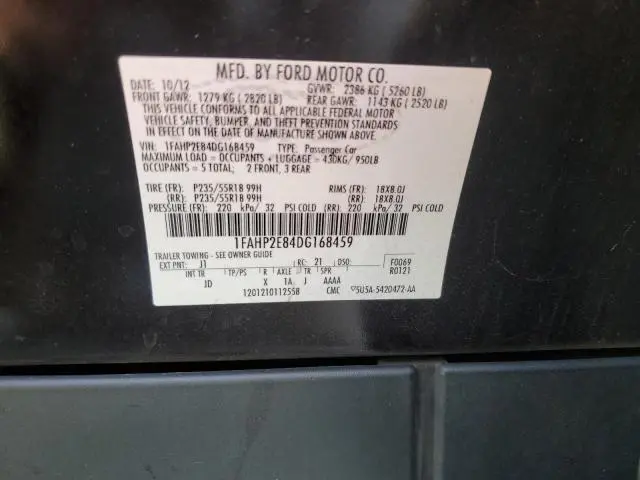 MFD. BY FORD MOTOR CO.
DATE: 10/12 GVWR: 2386 KG ( 5260 LB)
FRONT GAWR: 1279 KG ( 2820 LB) REAR GAWR: 1143 KG ( 2520 LB)
THIS VEHICLE CONFORMS TO ALL APPLICABLE FEDERAL MOTOR
VEHICLE SAFETY, BUMPER, AND THEFT PREVENTION STANDARDS
IN EFFECT ON THE DATE OF MANUFACTURE SHOWN ABOVE.
VIN: 1FAHP2E84DG168459 TYPE: Passenger Car
MAXIMUM LOAD = OCCUPANTS + LUGGAGE = 430KG/ 950LB
OCCUPANTS = 5 TOTAL, 2 FRONT, 3 REAR
TIRE (FR): P235/55R18 99H RIMS (FR): 18X8.0J
(RR): P235/55R18 99H (RR): 18X8.0J
PRESSURE (FR): 220 kPa/ 32 PSI COLD (RR) 220 kPa/ 32 PSI COLD
1FAHP2E84DG168459
TRAILER TOWING - SEE OWNER GUIDE
EXT PNT: J1 RC: 21 DSO: F0069
R0121
INT TR TP/PS R AXLE TR SPR
JD X 1A J AAAA
1201210112558 CMC 5U5A-5420472-AA